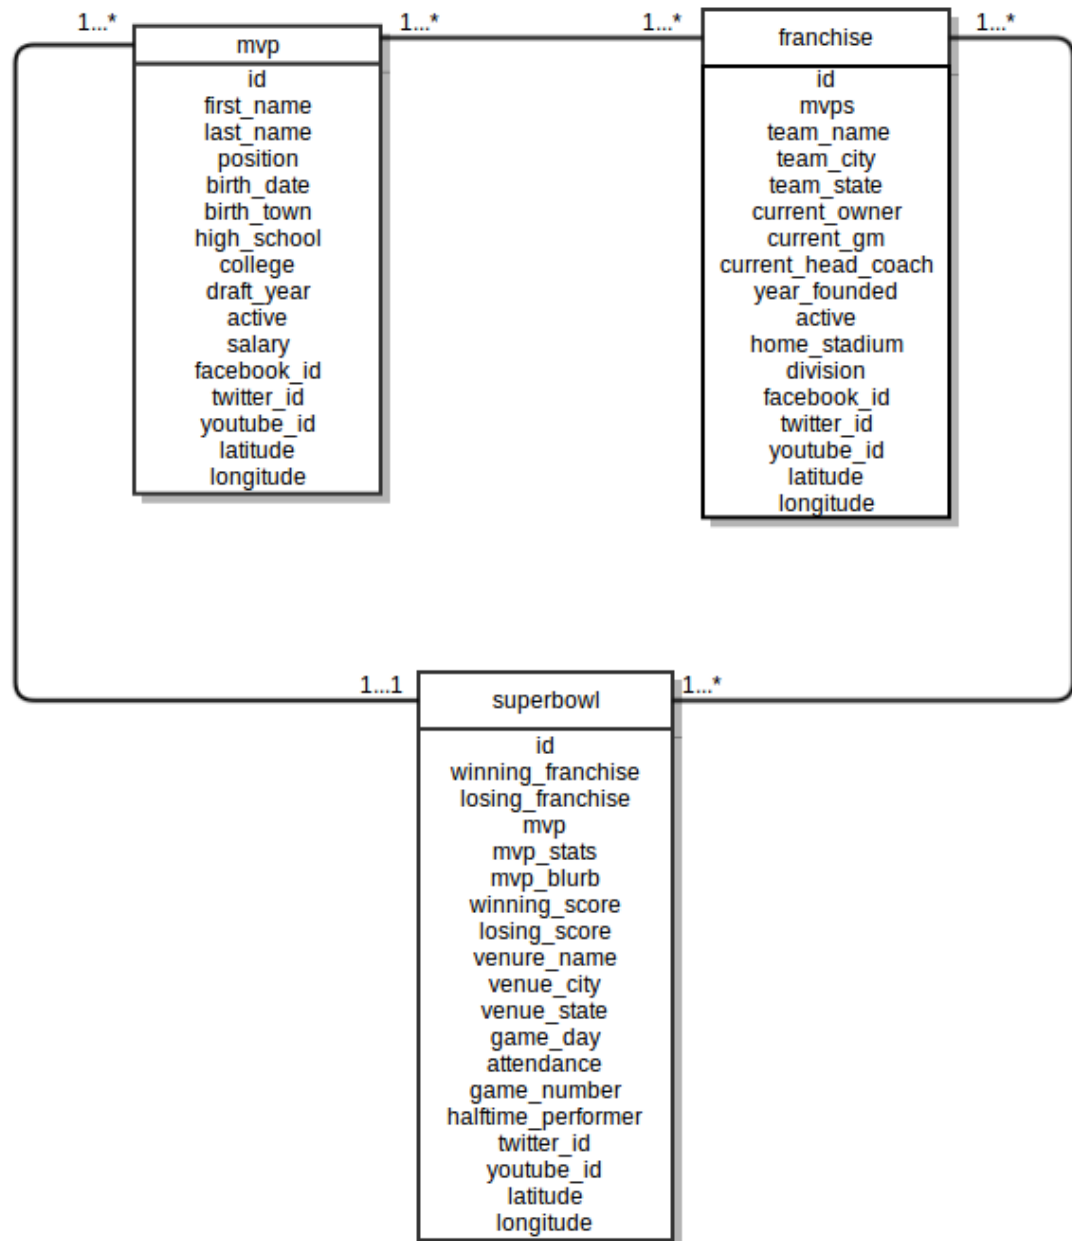 1...*
mvp
1...*
id
first_name
last_name
position
birth_date
birth_town
high_school
college
draft_year
active
salary
facebook_id
twitter_id
youtube_id
latitude
longitude
1...*
franchise
1...*
id
mvps
team_name
team_city
team_state
current_owner
current_gm
current_head_coach
year_founded
active
home_stadium
division
facebook_id
twitter_id
youtube_id
latitude
longitude
1...1
superbowl
1...*
id
winning_franchise
losing_franchise
mvp
mvp_stats
mvp_blurb
winning_score
losing_score
venure_name
venue_city
venue_state
game_day
attendance
game_number
halftime_performer
twitter_id
youtube_id
latitude
longitude